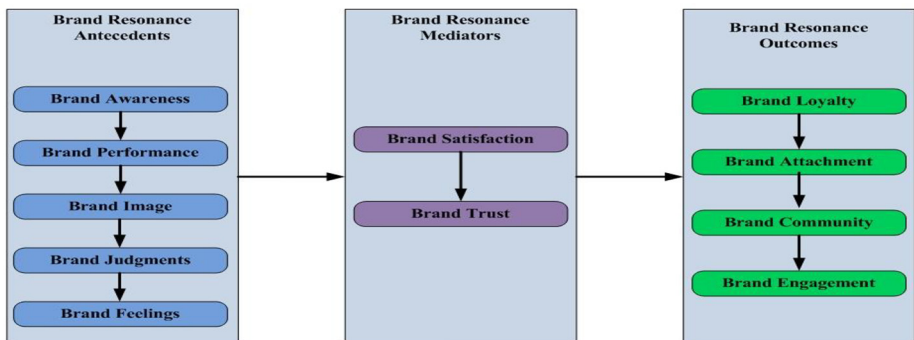 Brand Resonance
Antecedents
Brand Awareness
Brand Performance
Brand Image
Brand Judgments
Brand Feelings
Brand Resonance
Mediators
Brand Satisfaction
Brand Trust
Brand Resonance
Outcomes
Brand Loyalty
Brand Attachment
Brand Community
Brand Engagement